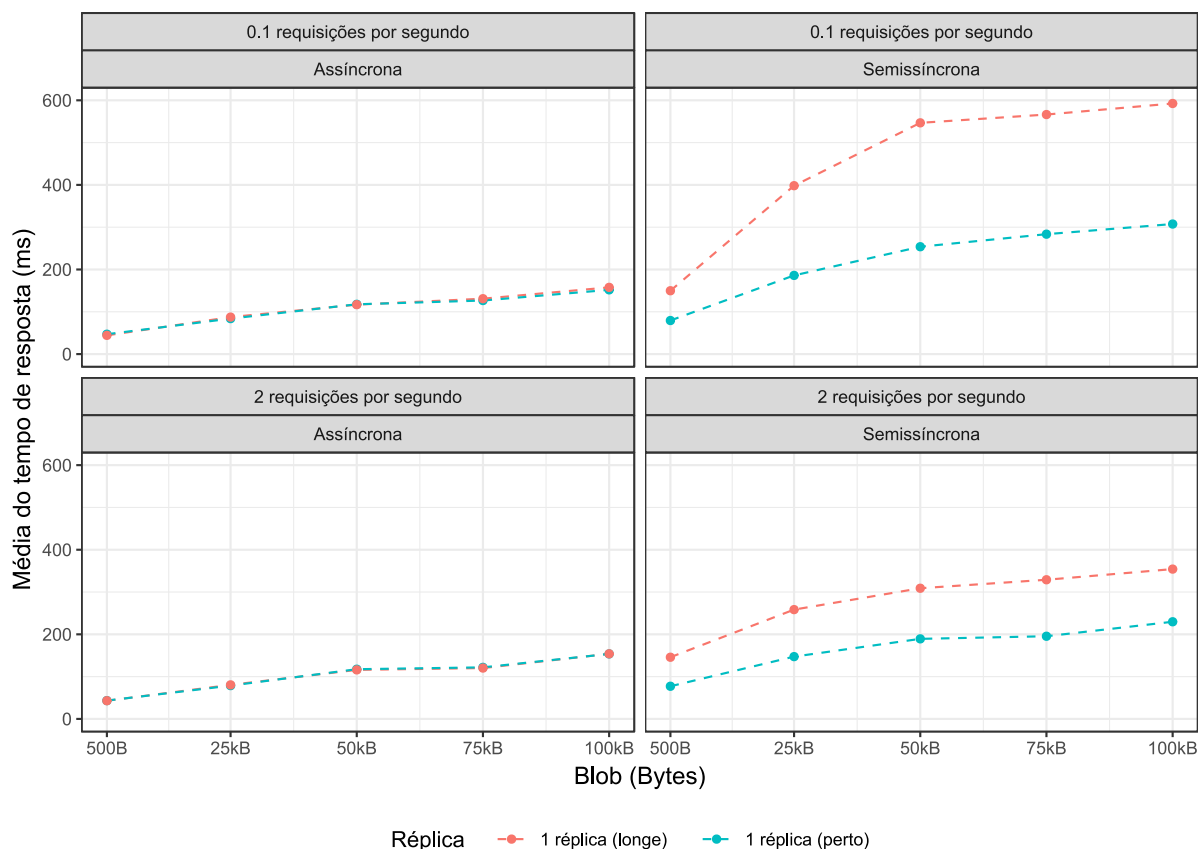 0.1 requisições por segundo
0.1 requisições por segundo
Assíncrona
Semissíncrona
600
400
200
0
2 requisições por segundo
2 requisições por segundo
Assíncrona
Semissíncrona
600
400
200
0
Média do tempo de resposta (ms)
500B 25kB 50kB 75kB 100kB
500B 25kB 50kB 75kB 100kB
Blob (Bytes)
Réplica 1 réplica (longe) 1 réplica (perto)